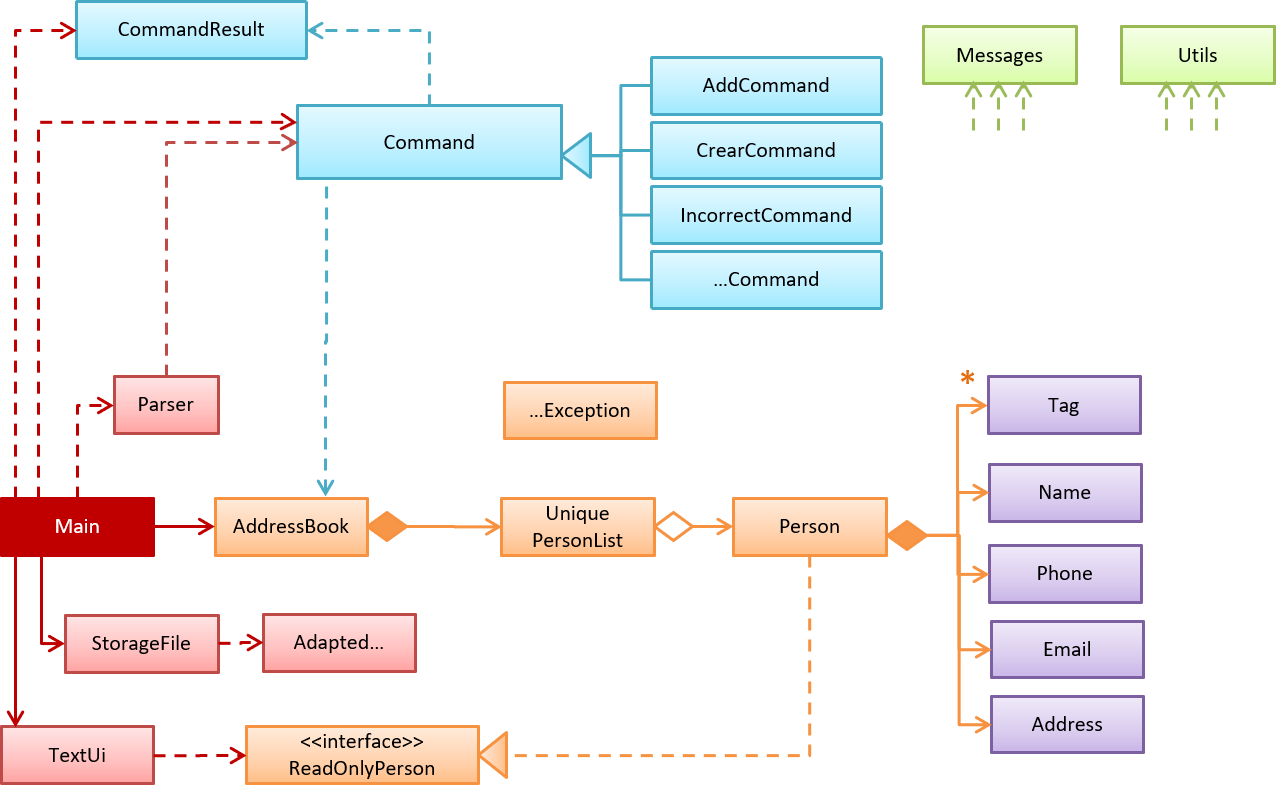 CommandResult
Messages
Utils
AddCommand
Command
CrearCommand
IncorrectCommand
...Command
Parser
...Exception
*
Tag
Name
Main
AddressBook
Unique
PersonList
Person
Phone
StorageFile
Adapted...
Email
Address
TextUi
<<interface>>
ReadOnlyPerson